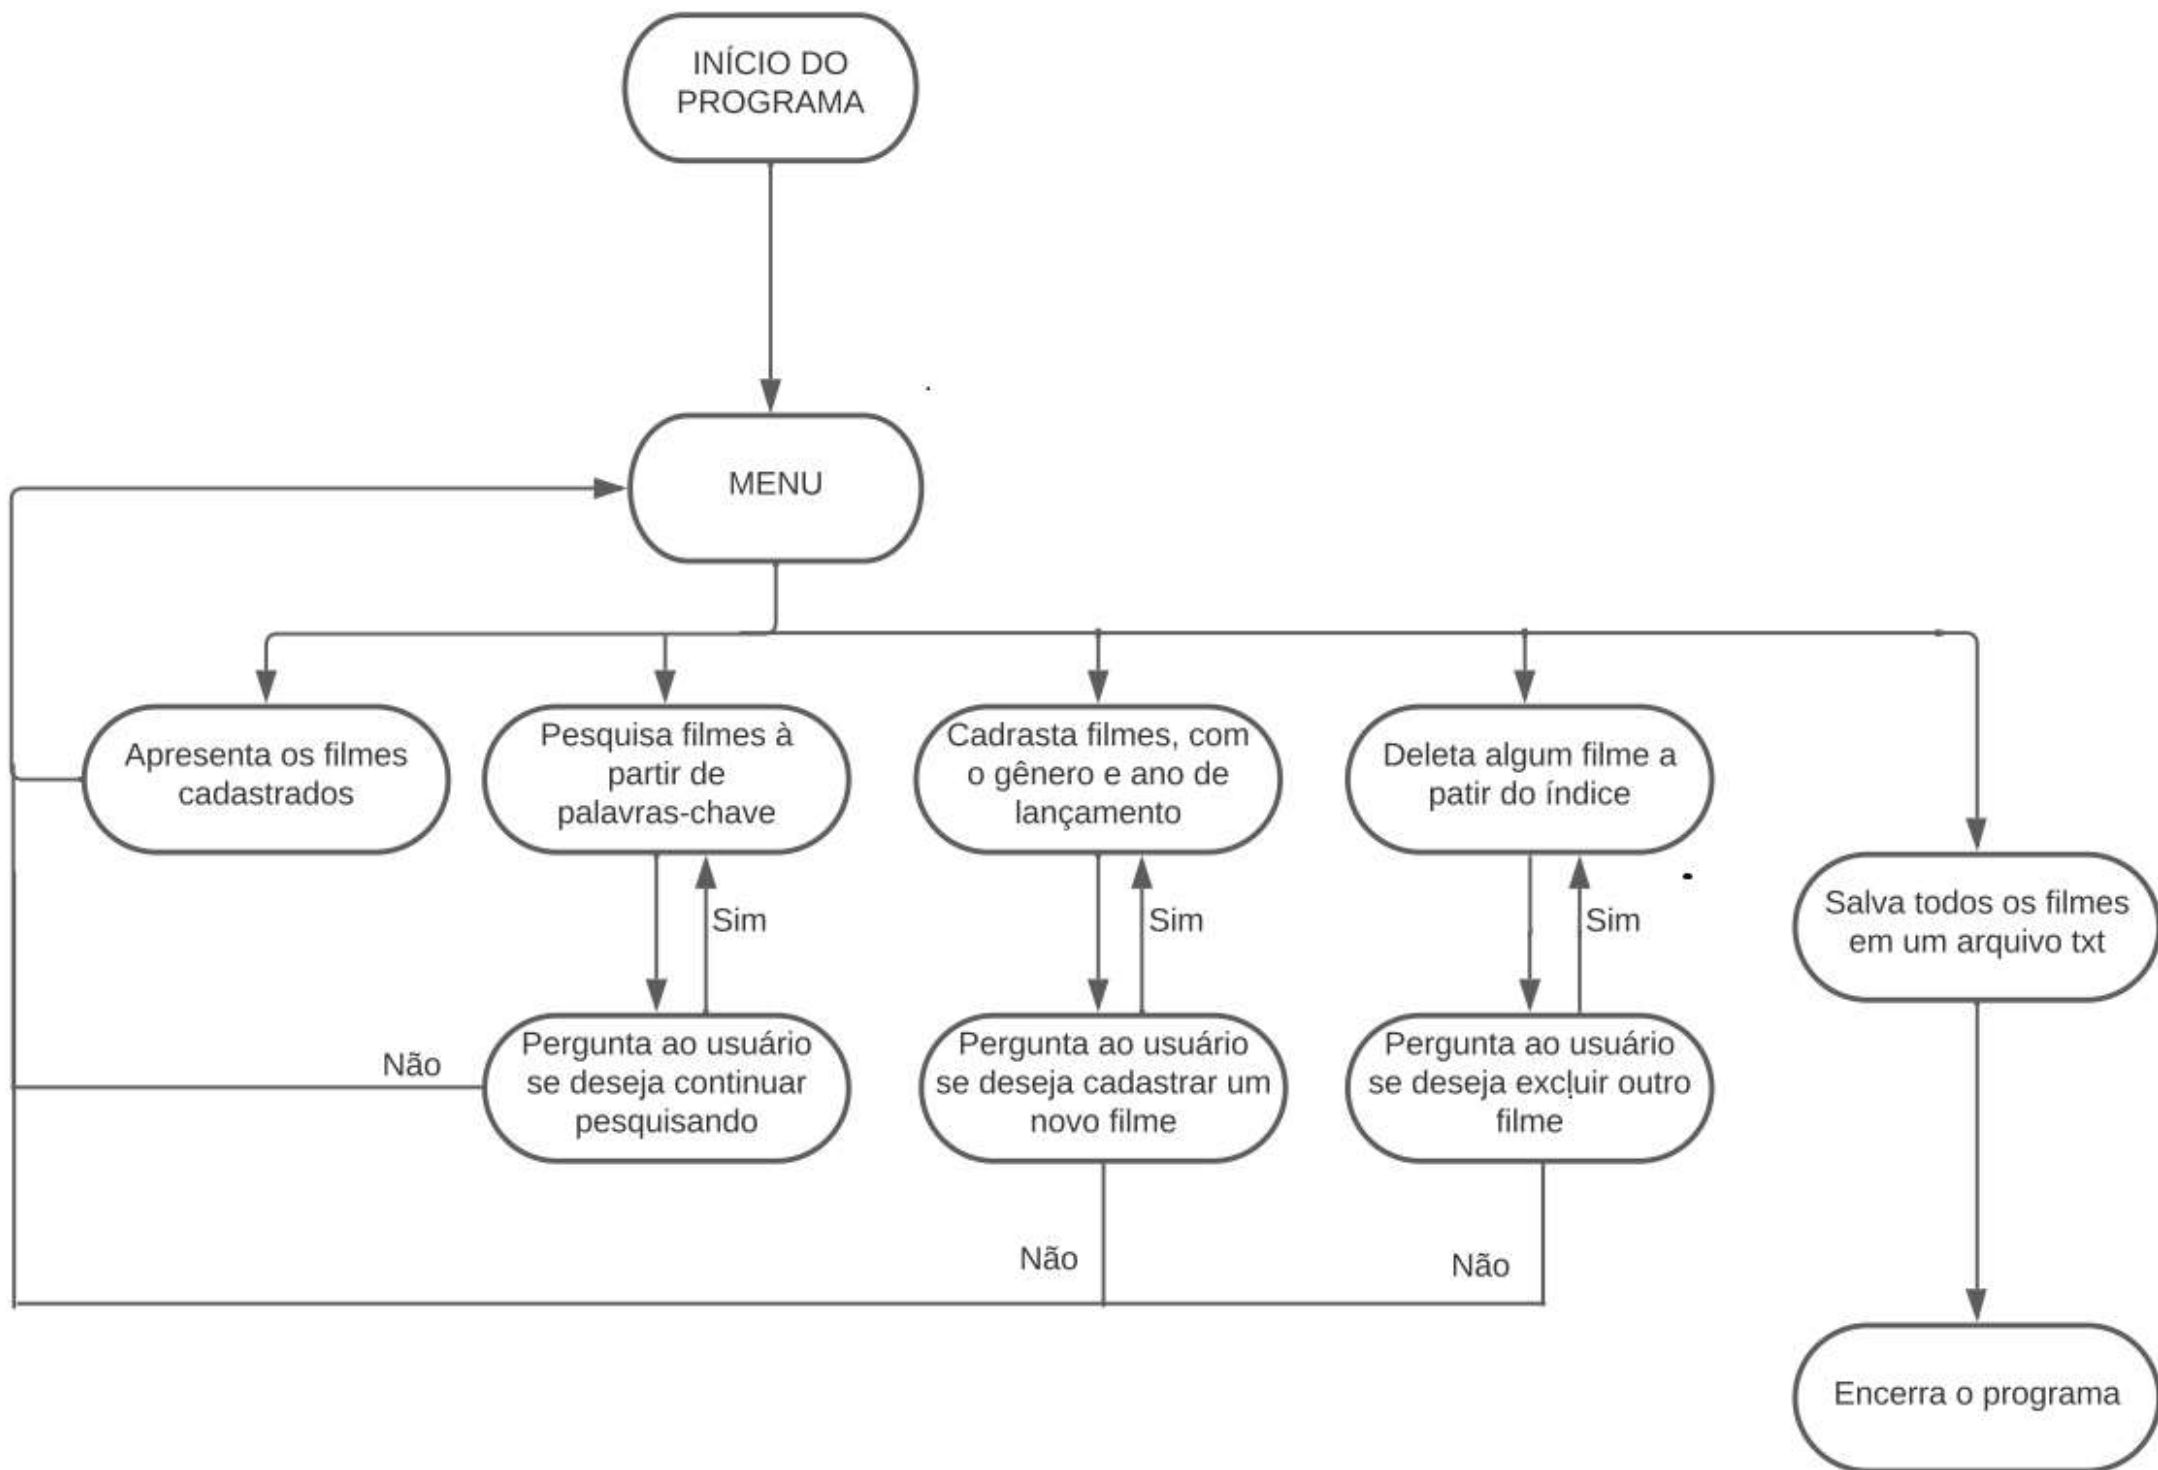 INÍCIO DO
PROGRAMA
MENU
Apresenta os filmes
cadastrados
Pesquisa filmes à
partir de
palavras-chave
Cadrasta filmes, com
o gênero e ano de
lançamento
Deleta algum filme a
patir do índice
Salva todos os filmes
em um arquivo txt
Sim
Sim
Sim
Não
Pergunta ao usuário
se deseja continuar
pesquisando
Pergunta ao usuário
se deseja cadastrar um
novo filme
Pergunta ao usuário
se deseja excluir outro
filme
Não
Não
Encerra o programa